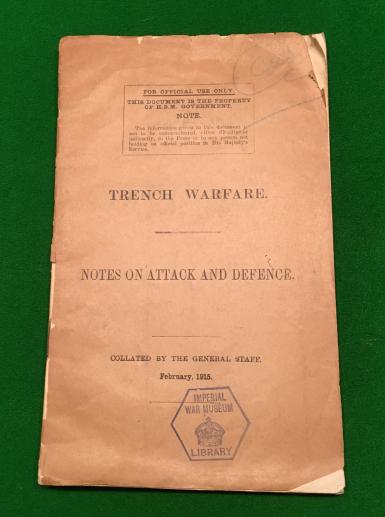 FOR OFFICIAL USE ONLY.
THIS DOCUMENT IS THE PROPERTY
OF H.B.M. GOVERNMENT.
NOTE.
The information given in this document is
not to be communicated, either directly or
indirectly, to the Press or to any person not
holding an official position in His Majesty's
Service.
TRENCH WARFARE.
NOTES ON ATTACK AND DEFENCE.
COLLATED BY THE GENERAL STAFF.
February, 1915.
IMPERIAL
WAR MUSEUM
LIBRARY